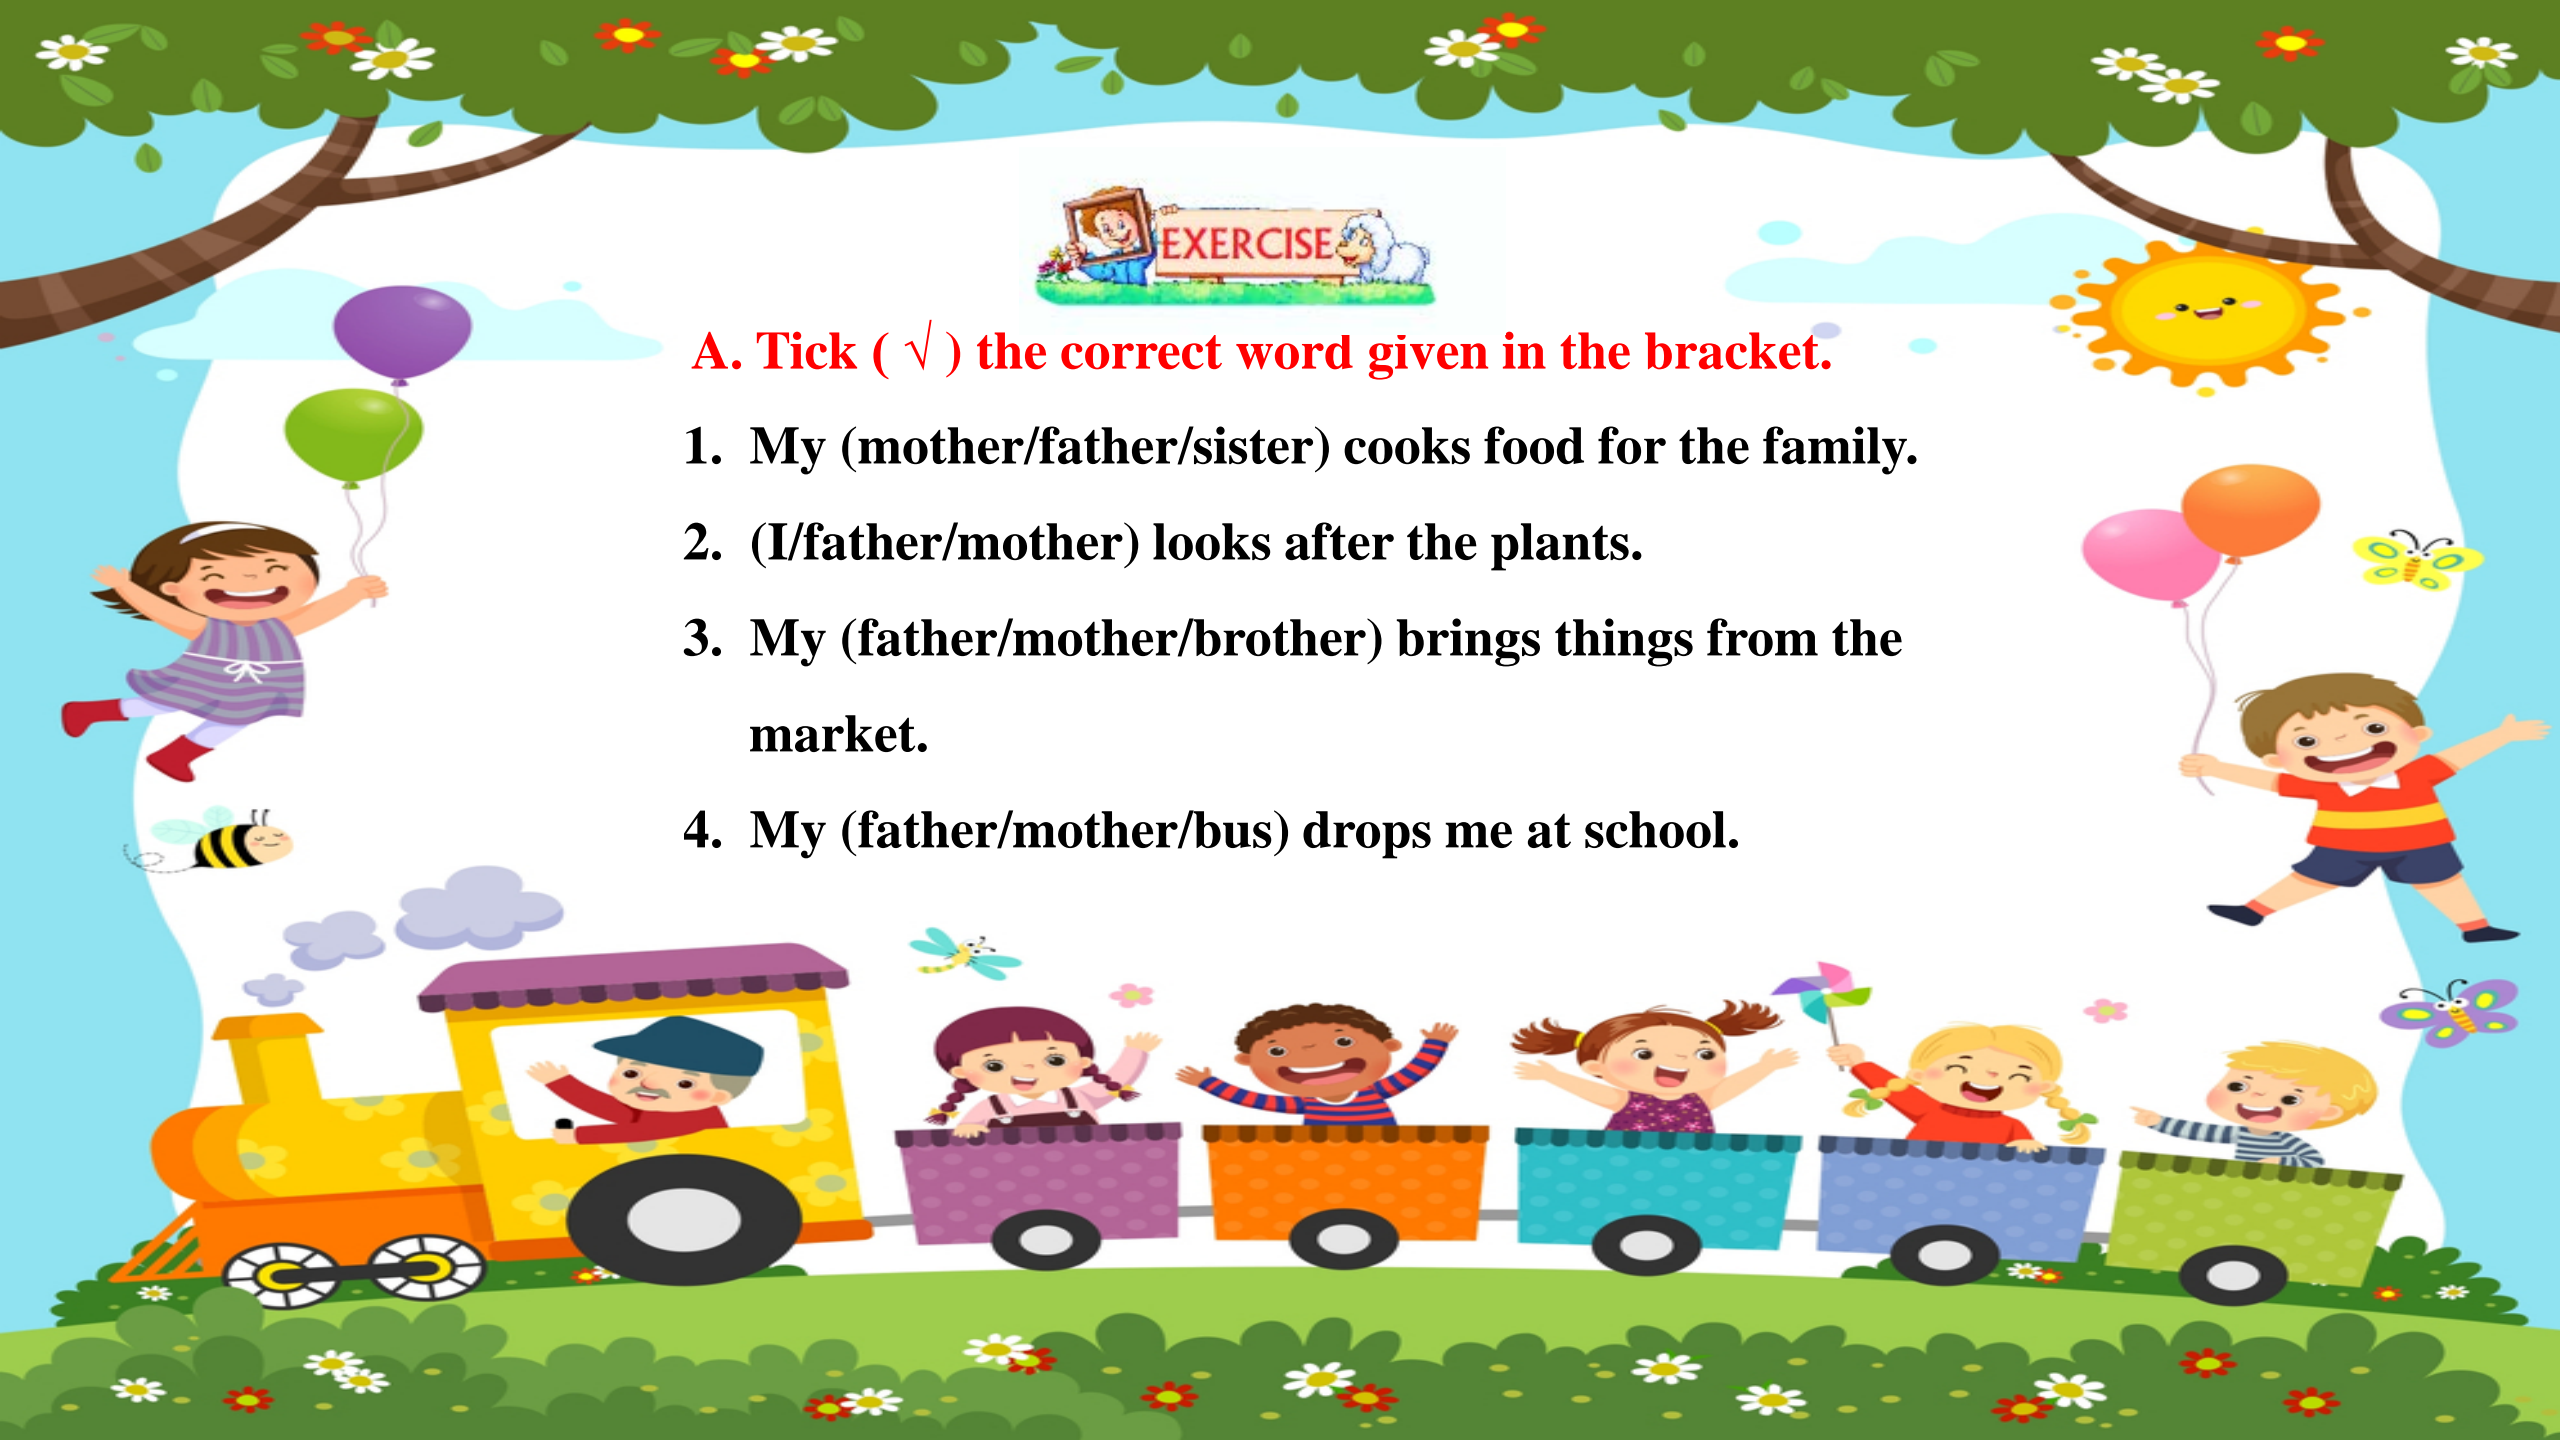 EXERCISE
A. Tick ( √ ) the correct word given in the bracket.
1. My (mother/father/sister) cooks food for the family.
2. (I/father/mother) looks after the plants.
3. My (father/mother/brother) brings things from the
market.
4. My (father/mother/bus) drops me at school.